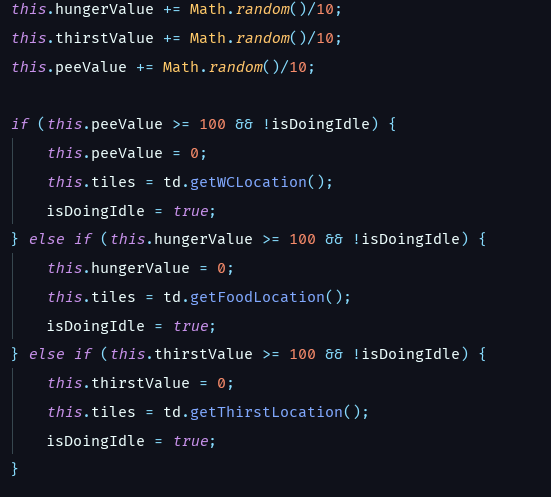 this.hungerValue += Math.random()/10;
this.thirstValue += Math.random()/10;
this.peeValue += Math.random()/10;
if (this.peeValue >= 100 && !isDoingIdle) {
this.peeValue = 0;
this.tiles = td.getWCLocation();
isDoingIdle = true;
} else if (this.hungerValue >= 100 && !isDoingIdle) {
this.hungerValue = 0;
this.tiles = td.getFoodLocation();
isDoingIdle = true;
} else if (this.thirstValue >= 100 && !isDoingIdle) {
this.thirstValue = 0;
this.tiles = td.getThirstLocation();
isDoingIdle = true;
}